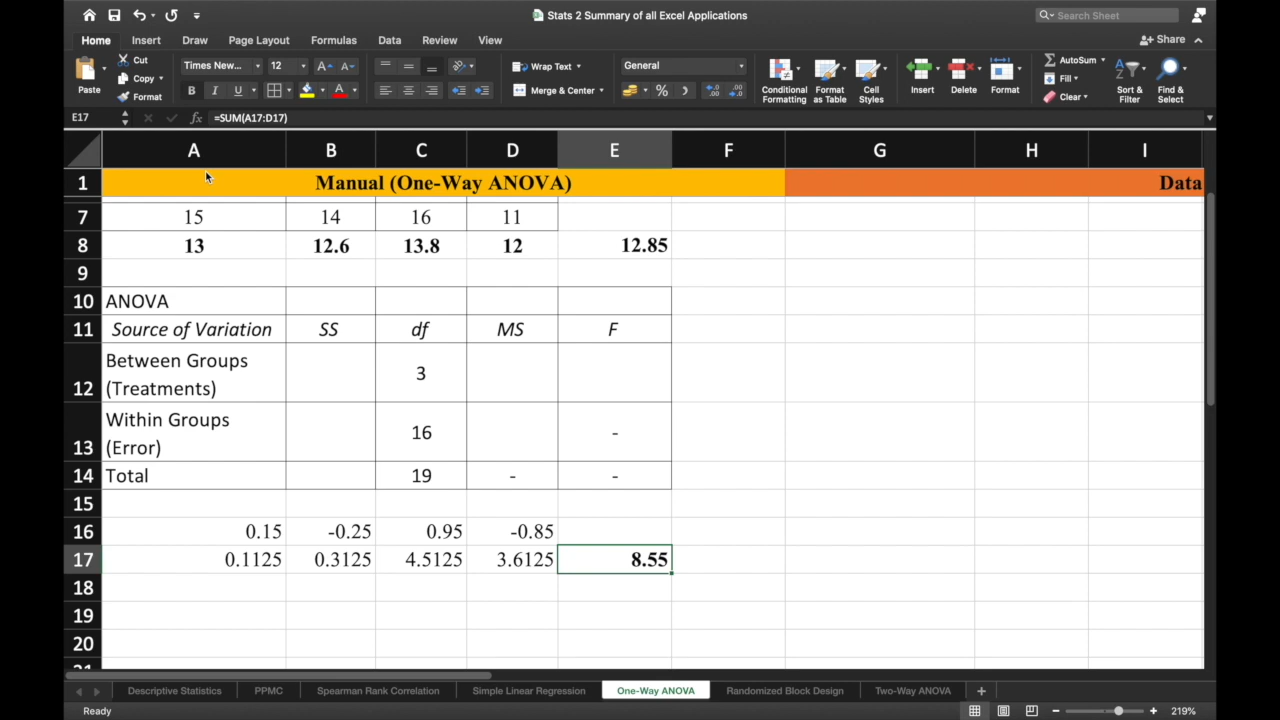 Stats 2 Summary of all Excel Applications
Search Sheet
Home Insert Draw Page Layout Formulas Data Review View
Share
Paste
Cut
Copy
Format
Times New... 12
A A
B I U
A
Wrap Text
Merge & Center
General
%
Conditional Formatting
Format as Table
Cell Styles
Insert
Delete
Format
AutoSum
Fill
Clear
Sort & Filter
Find & Select
E17 fx =SUM(A17:D17)
A B C D E F G H I
1 Manual (One-Way ANOVA) Data
7 15 14 16 11
8 13 12.6 13.8 12 12.85
9
10 ANOVA
11 Source of Variation SS df MS F
Between Groups
12 (Treatments) 3
Within Groups
13 (Error) 16 -
14 Total 19 - -
15
16 0.15 -0.25 0.95 -0.85
17 0.1125 0.3125 4.5125 3.6125 8.55
18
19
20
Descriptive Statistics PPMC Spearman Rank Correlation Simple Linear Regression One-Way ANOVA Randomized Block Design Two-Way ANOVA +
Ready
- + 219%